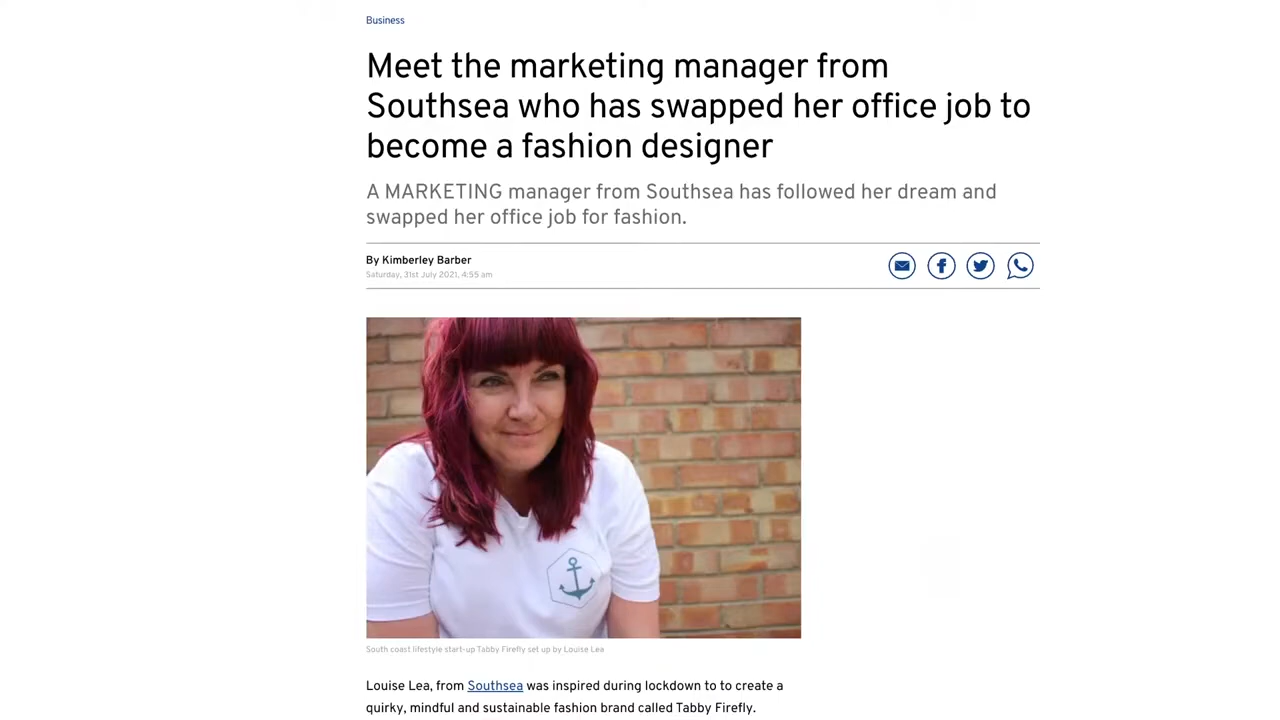 Business
Meet the marketing manager from
Southsea who has swapped her office job to
become a fashion designer
A MARKETING manager from Southsea has followed her dream and
swapped her office job for fashion.
By Kimberley Barber
Saturday, 31st July 2021, 4:55 am
South coast lifestyle start-up Tabby Firefly set up by Louise Lea
Louise Lea, from Southsea was inspired during lockdown to to create a
quirky, mindful and sustainable fashion brand called Tabby Firefly.